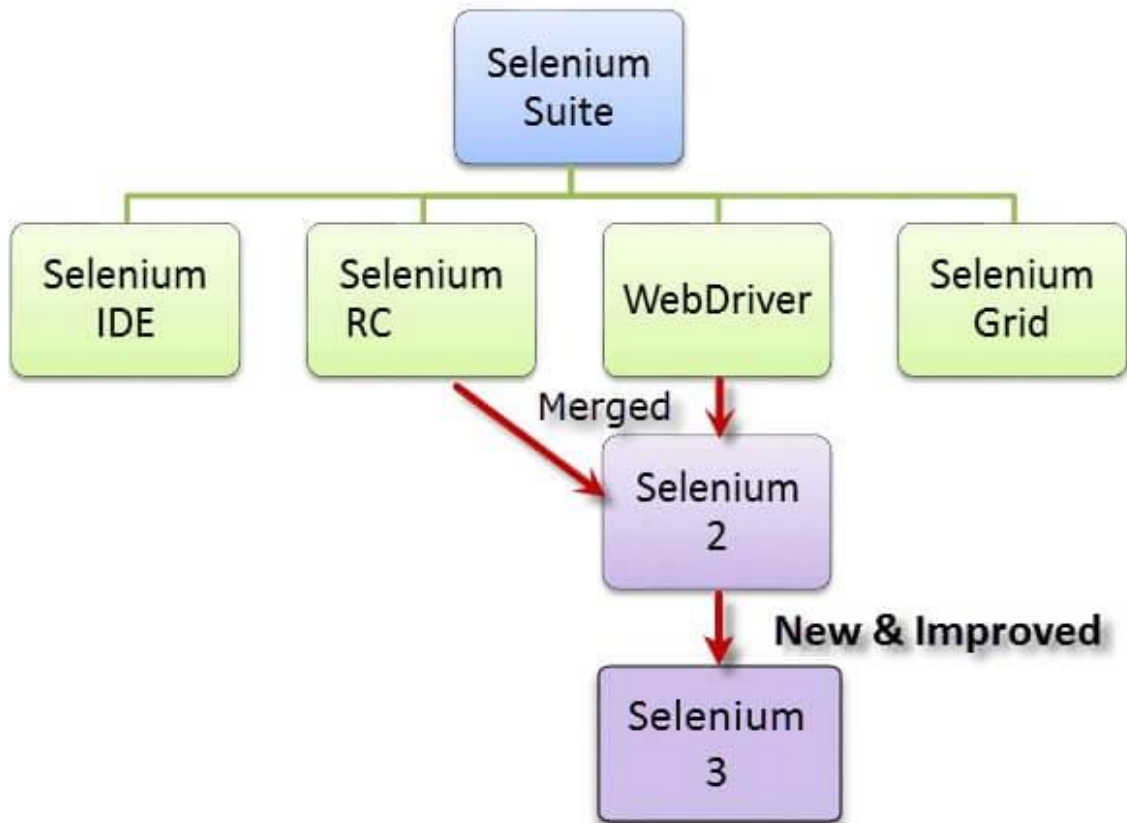 Selenium
Suite
Selenium
IDE
Selenium
RC
WebDriver
Selenium
Grid
Merged
Selenium
2
New & Improved
Selenium
3